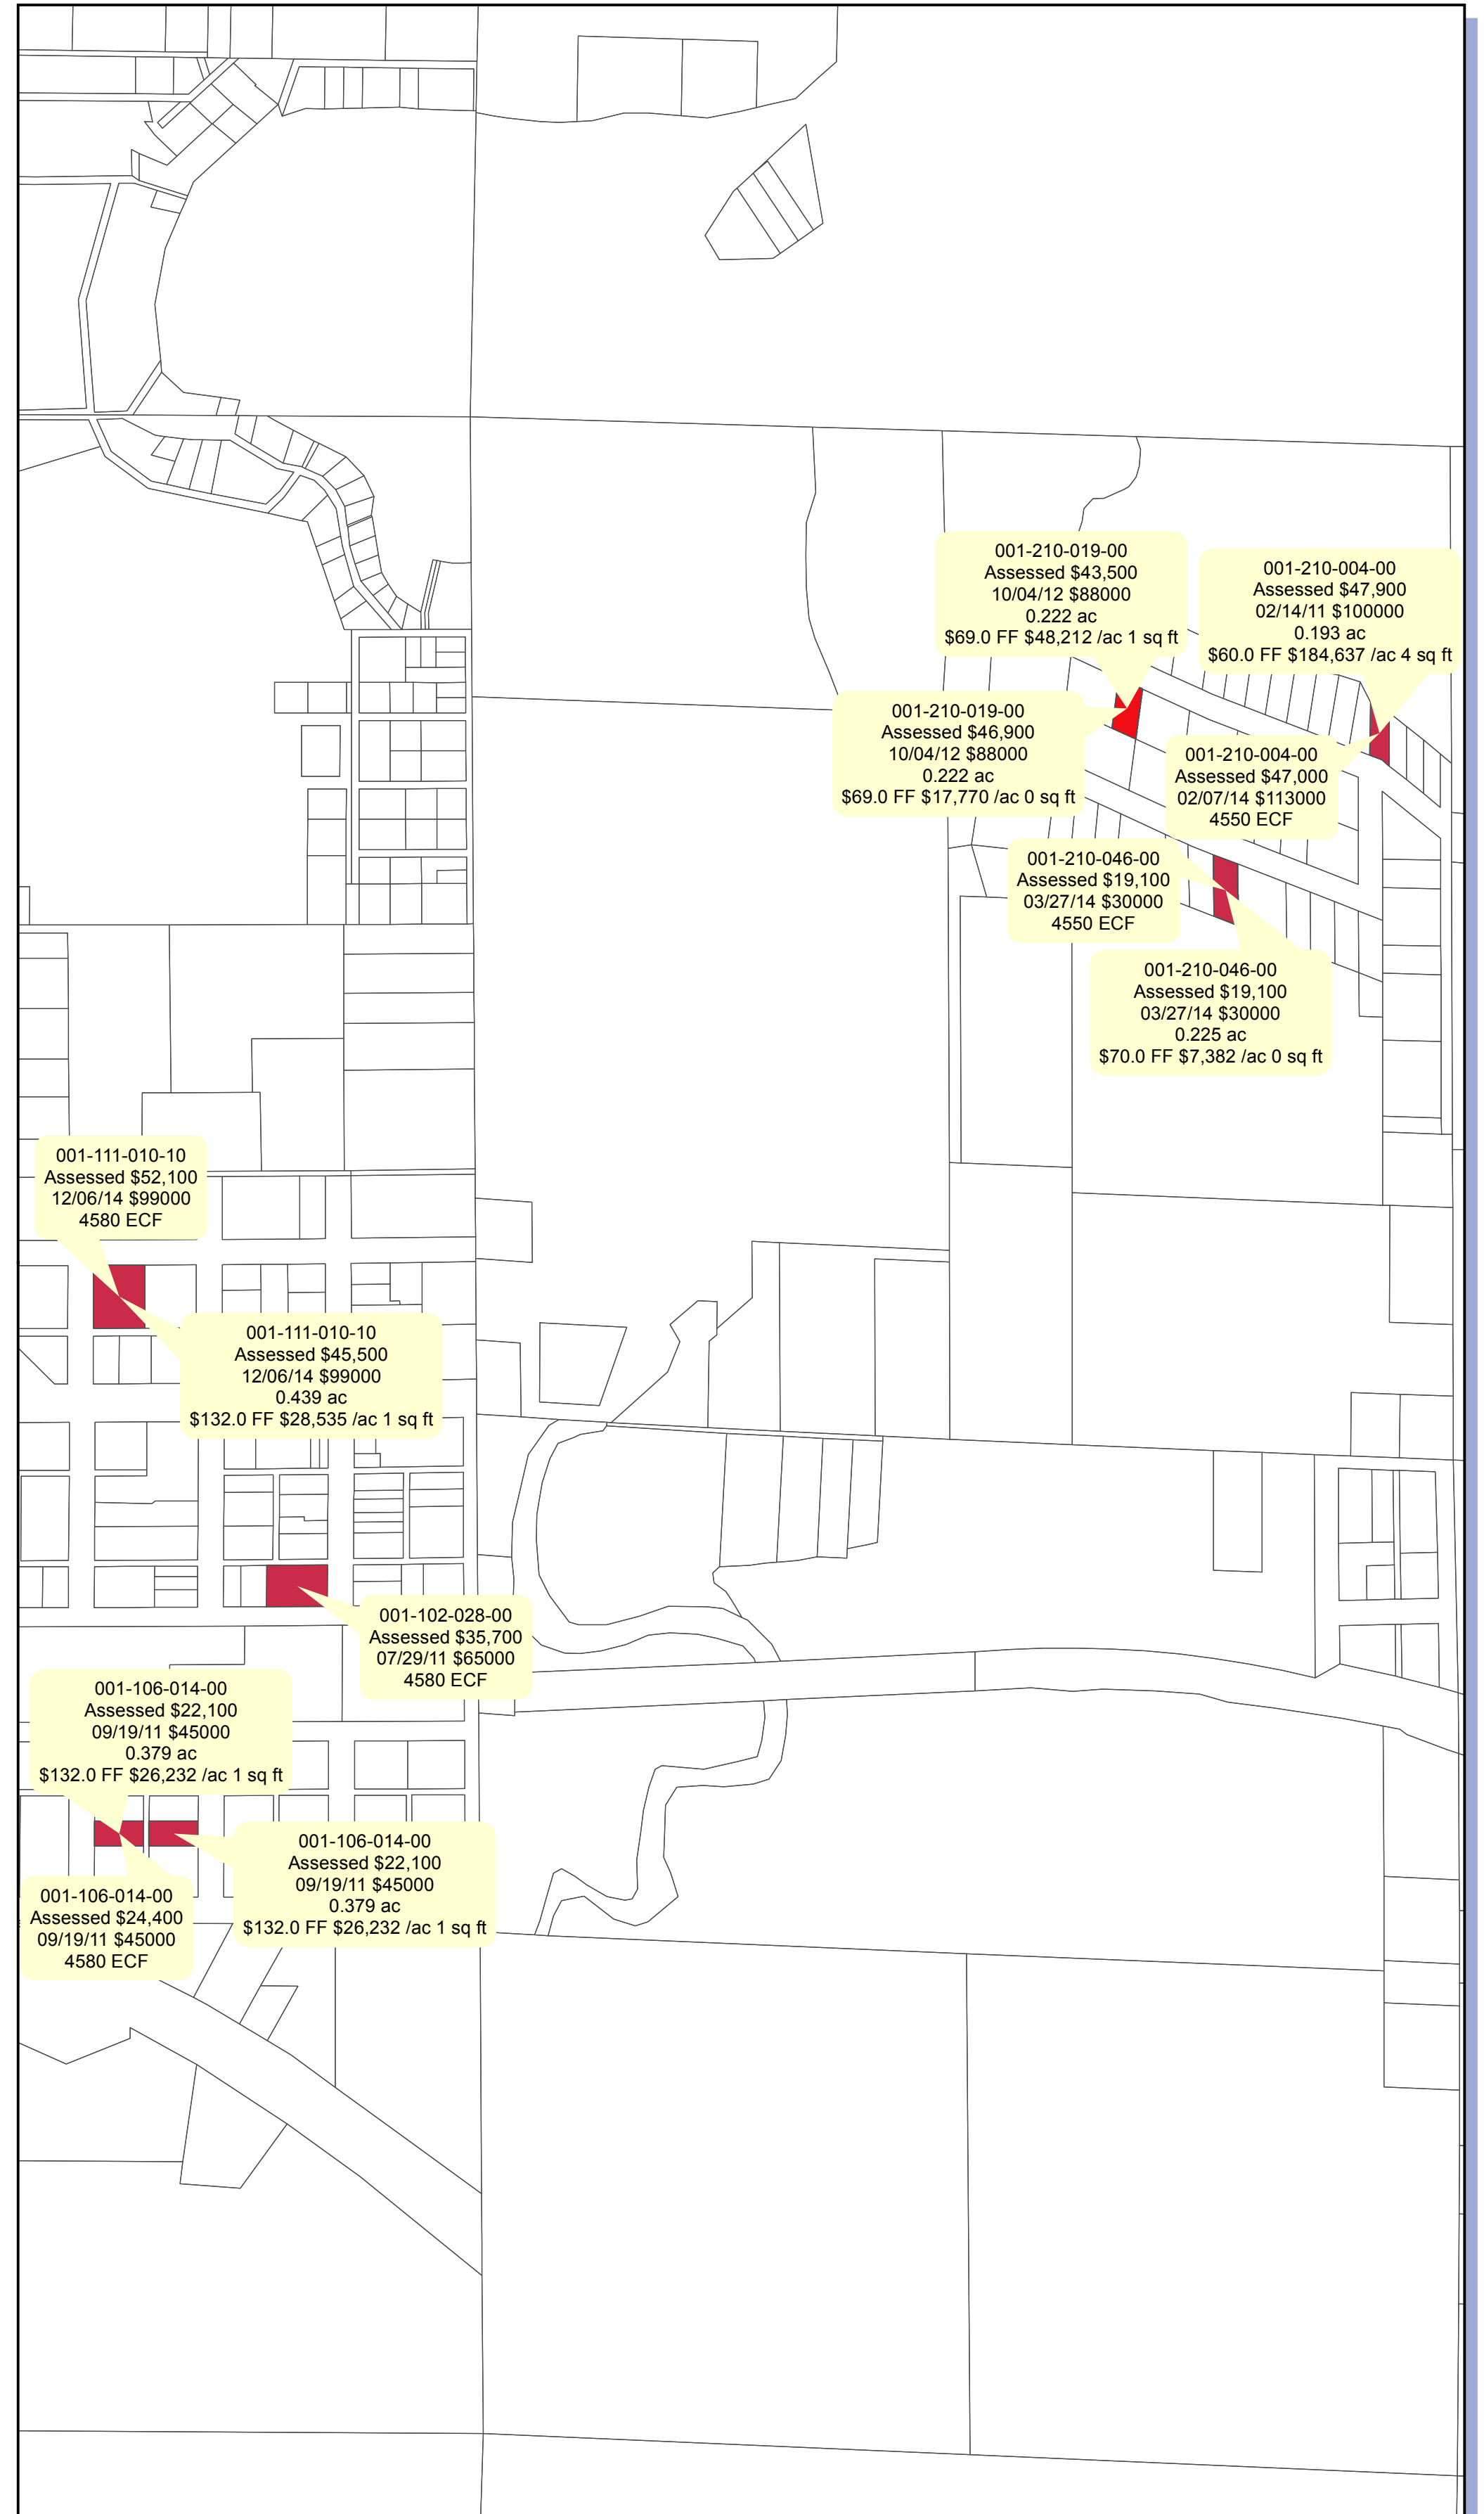 001-210-019-00
Assessed $43,500
10/04/12 $88000
0.222 ac
$69.0 FF $48,212 /ac 1 sq ft
001-210-004-00
Assessed $47,900
02/14/11 $100000
0.193 ac
$60.0 FF $184,637 /ac 4 sq ft
001-210-019-00
Assessed $46,900
10/04/12 $88000
0.222 ac
$69.0 FF $17,770 /ac 0 sq ft
001-210-004-00
Assessed $47,000
02/07/14 $113000
4550 ECF
001-210-046-00
Assessed $19,100
03/27/14 $30000
4550 ECF
001-210-046-00
Assessed $19,100
03/27/14 $30000
0.225 ac
$70.0 FF $7,382 /ac 0 sq ft
001-111-010-10
Assessed $52,100
12/06/14 $99000
4580 ECF
001-111-010-10
Assessed $45,500
12/06/14 $99000
0.439 ac
$132.0 FF $28,535 /ac 1 sq ft
001-102-028-00
Assessed $35,700
07/29/11 $65000
4580 ECF
001-106-014-00
Assessed $22,100
09/19/11 $45000
0.379 ac
$132.0 FF $26,232 /ac 1 sq ft
001-106-014-00
Assessed $22,100
09/19/11 $45000
0.379 ac
$132.0 FF $26,232 /ac 1 sq ft
001-106-014-00
Assessed $24,400
09/19/11 $45000
4580 ECF